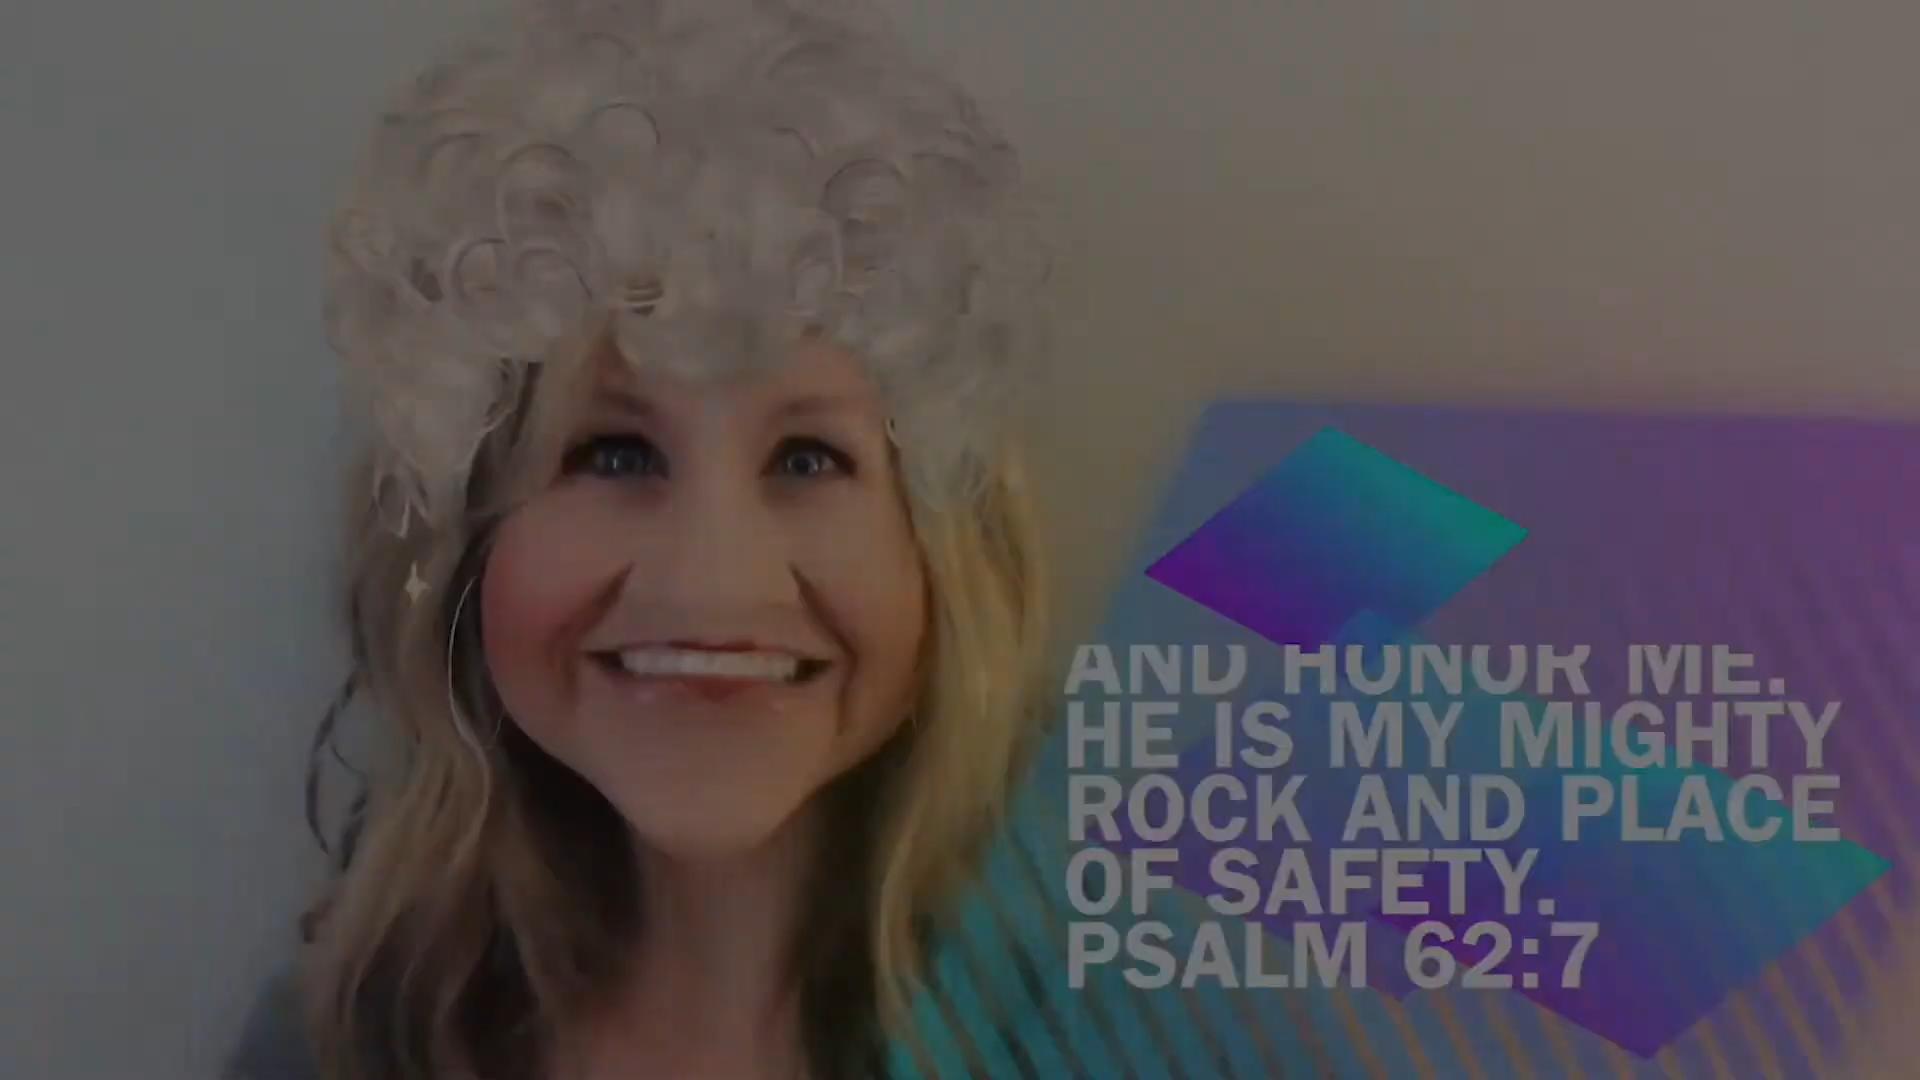 AND HONOR ME.
HE IS MY MIGHTY
ROCK AND PLACE
OF SAFETY.
PSALM 62:7